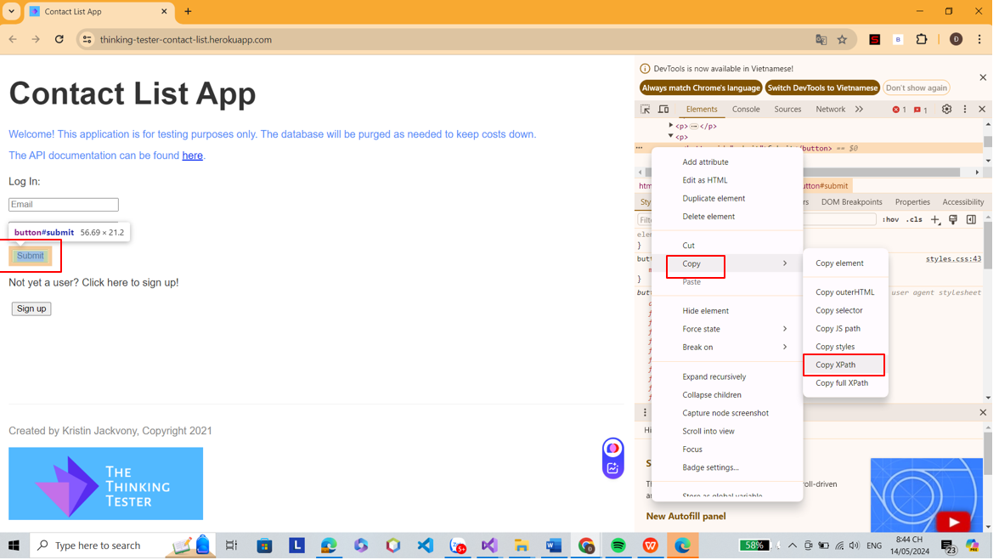 Contact List App
thinking-tester-contact-list.herokuapp.com
Contact List App
Welcome! This application is for testing purposes only. The database will be purged as needed to keep costs down.
The API documentation can be found here.
Log In:
Email
button#submit 56.69 × 21.2
Submit
Not yet a user? Click here to sign up!
Sign up
Created by Kristin Jackvony, Copyright 2021
THE
THINKING
TESTER
DevTools is now available in Vietnamese!
Always match Chrome's language Switch DevTools to Vietnamese Don't show again
Elements Console Sources Network 1 1
<p> </p>
<p>
== $0
utton#submit
DOM Breakpoints Properties Accessibility
:hov .cls
styles.css:43
user agent stylesheet
Add attribute
Edit as HTML
Duplicate element
Delete element
Cut
Copy
Paste
Hide element
Force state
Break on
Expand recursively
Collapse children
Capture node screenshot
Scroll into view
Focus
Badge settings...
Store as global variable
Copy element
Copy outerHTML
Copy selector
Copy JS path
Copy styles
Copy XPath
Copy full XPath
roll-driven
New Autofill panel
Type here to search
58%
ENG
8:44 CH
14/05/2024
23